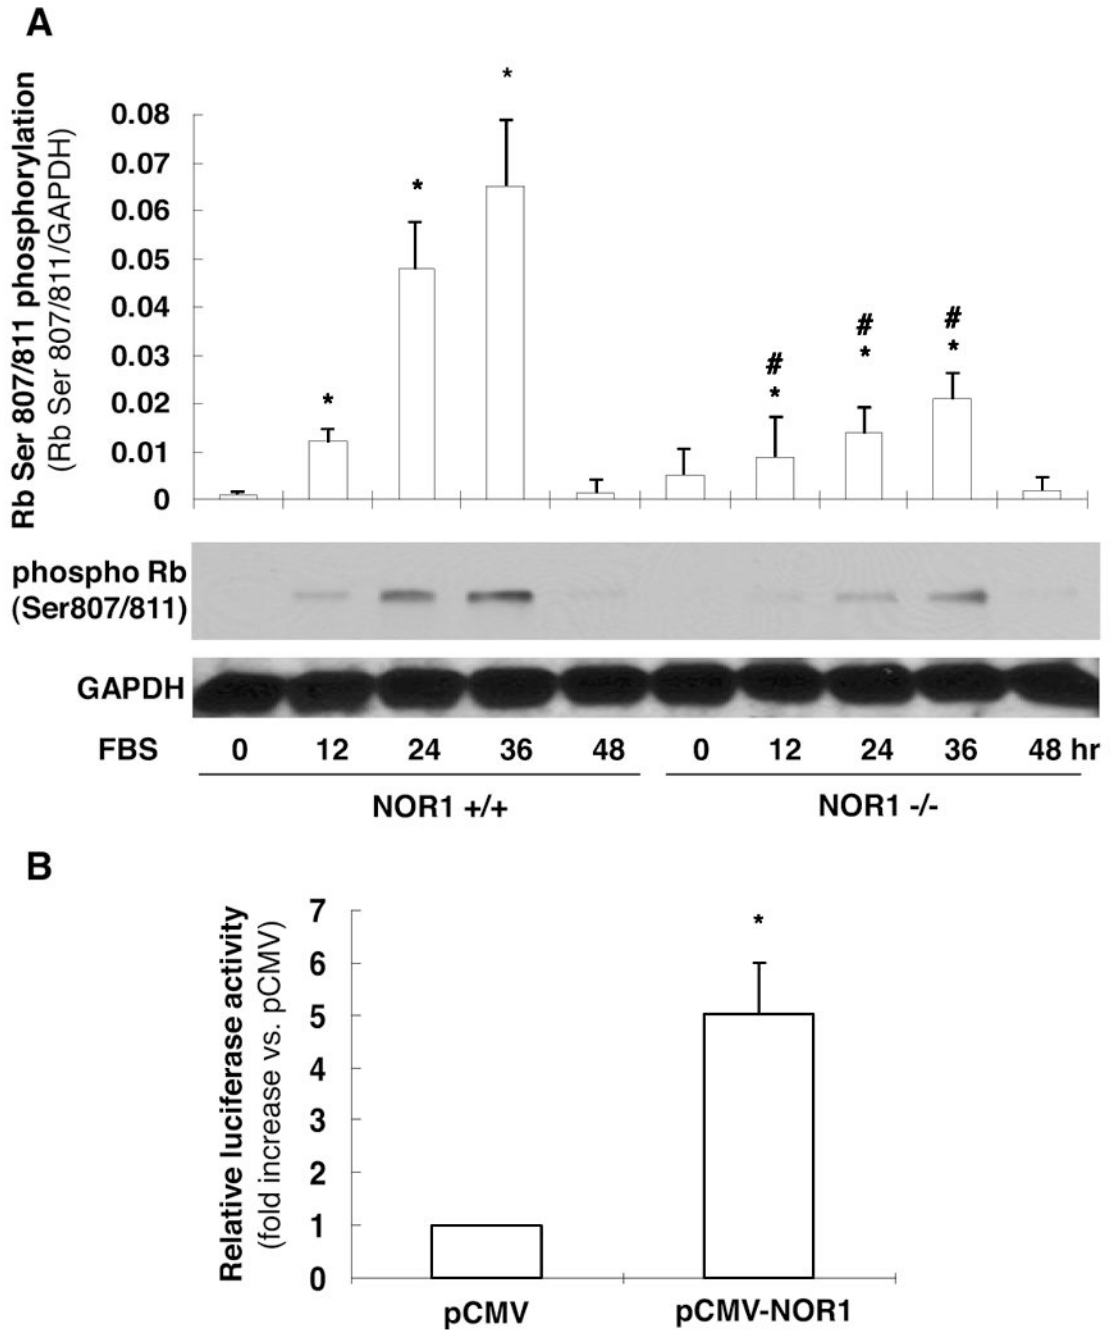 A
Rb Ser 807/811 phosphorylation
(Rb Ser 807/811/GAPDH)
0.08
0.07
0.06
0.05
0.04
0.03
0.02
0.01
0
*
*
*
#
*
#
*
#
*
phospho Rb
(Ser807/811)
GAPDH
FBS 0 12 24 36 48 0 12 24 36 48 hr
NOR1 +/+ NOR1 -/-
B
Relative luciferase activity
(fold increase vs. pCMV)
7
6
5
4
3
2
1
0
*
pCMV pCMV-NOR1